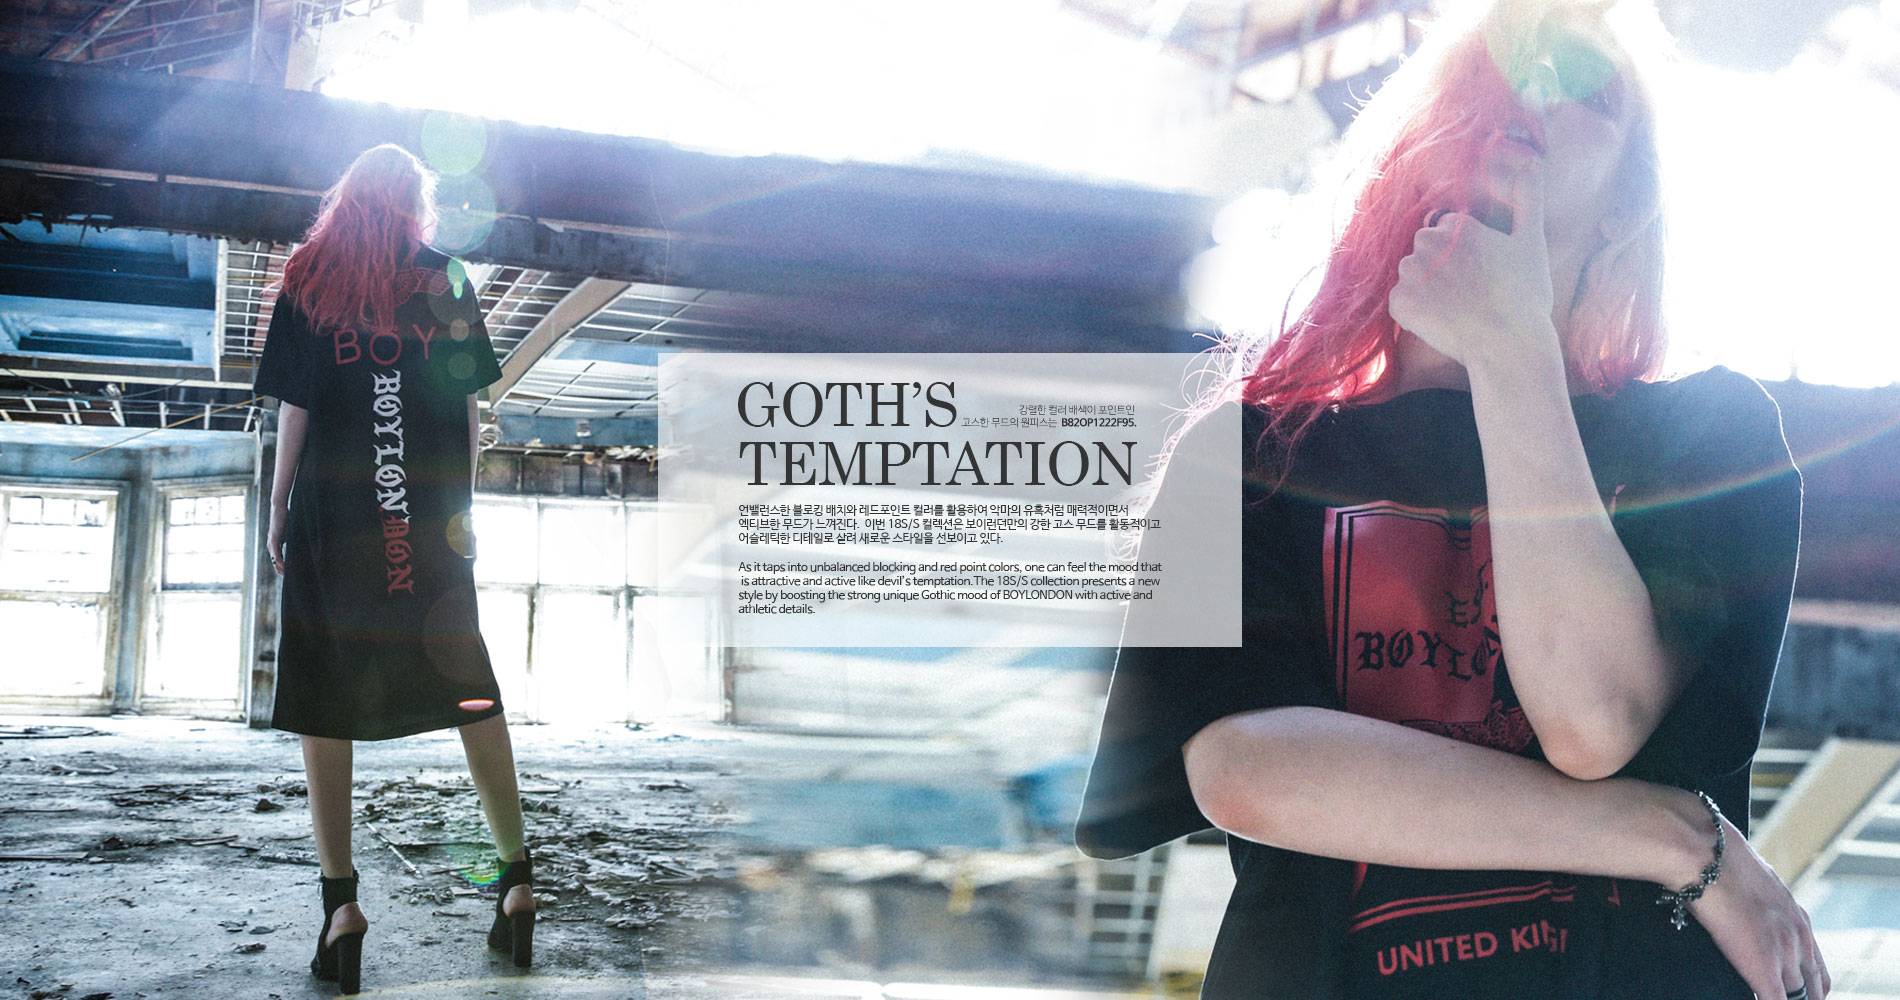 BOY
BOYLONDON
GOTH'S
강렬한 컬러 배색이 포인트인
고스한 무드의 원피스는 B82OP1222F95.
TEMPTATION
언밸런스한 블로킹 배치와 레드포인트 컬러를 활용하여 악마의 유혹처럼 매력적이면서
엑티브한 무드가 느껴진다. 이번 18S/S 컬렉션은 보이런던만의 강한 고스 무드를 활동적이고
어슬레틱한 디테일로 살려 새로운 스타일을 선보이고 있다.
As it taps into unbalanced blocking and red point colors, one can feel the mood that
is attractive and active like devil's temptation.The 18S/S collection presents a new
style by boosting the strong unique Gothic mood of BOYLONDON with active and
athletic details.
BOYLON
UNITED KI